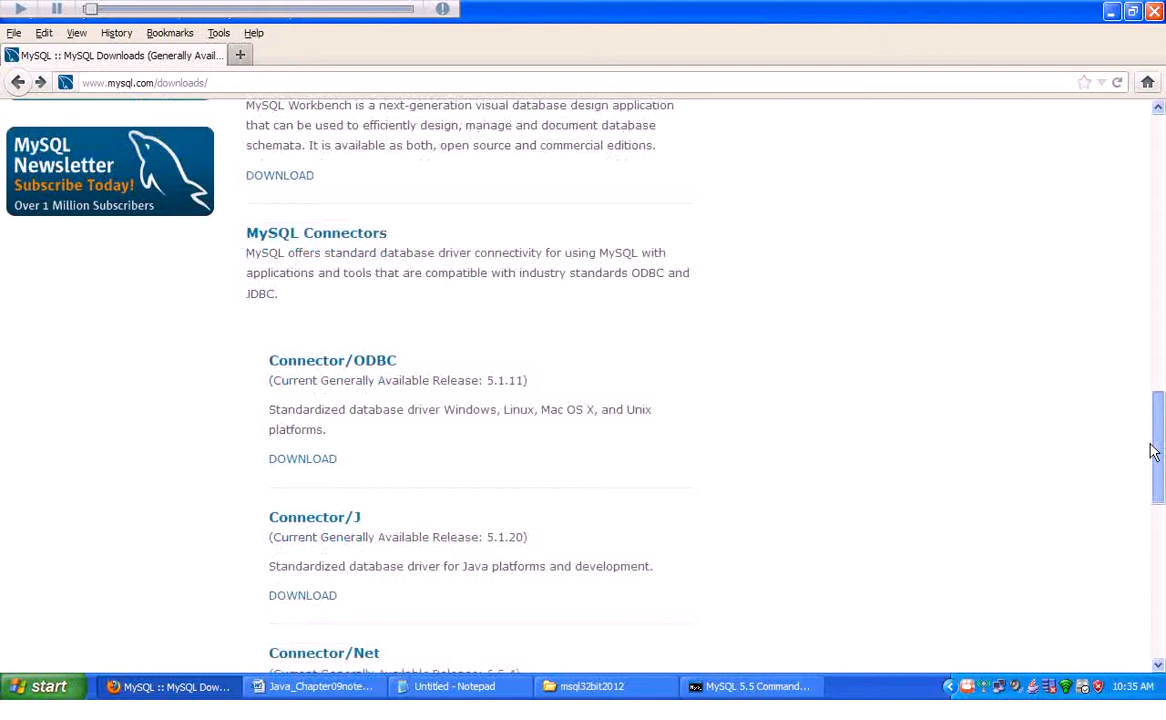 File Edit View History Bookmarks Tools Help
MySQL :: MySQL Downloads (Generally Avail...
www.mysql.com/downloads/
MySQL
Newsletter
Subscribe Today!
Over 1 Million Subscribers
MySQL Workbench is a next-generation visual database design application
that can be used to efficiently design, manage and document database
schemata. It is available as both, open source and commercial editions.
DOWNLOAD
MySQL Connectors
MySQL offers standard database driver connectivity for using MySQL with
applications and tools that are compatible with industry standards ODBC and
JDBC.
Connector/ODBC
(Current Generally Available Release: 5.1.11)
Standardized database driver Windows, Linux, Mac OS X, and Unix
platforms.
DOWNLOAD
Connector/J
(Current Generally Available Release: 5.1.20)
Standardized database driver for Java platforms and development.
DOWNLOAD
Connector/Net
start
MySQL :: MySQL Dow...
Java_Chapter09note...
Untitled - Notepad
msql32bit2012
MySQL 5.5 Command...
10:35 AM